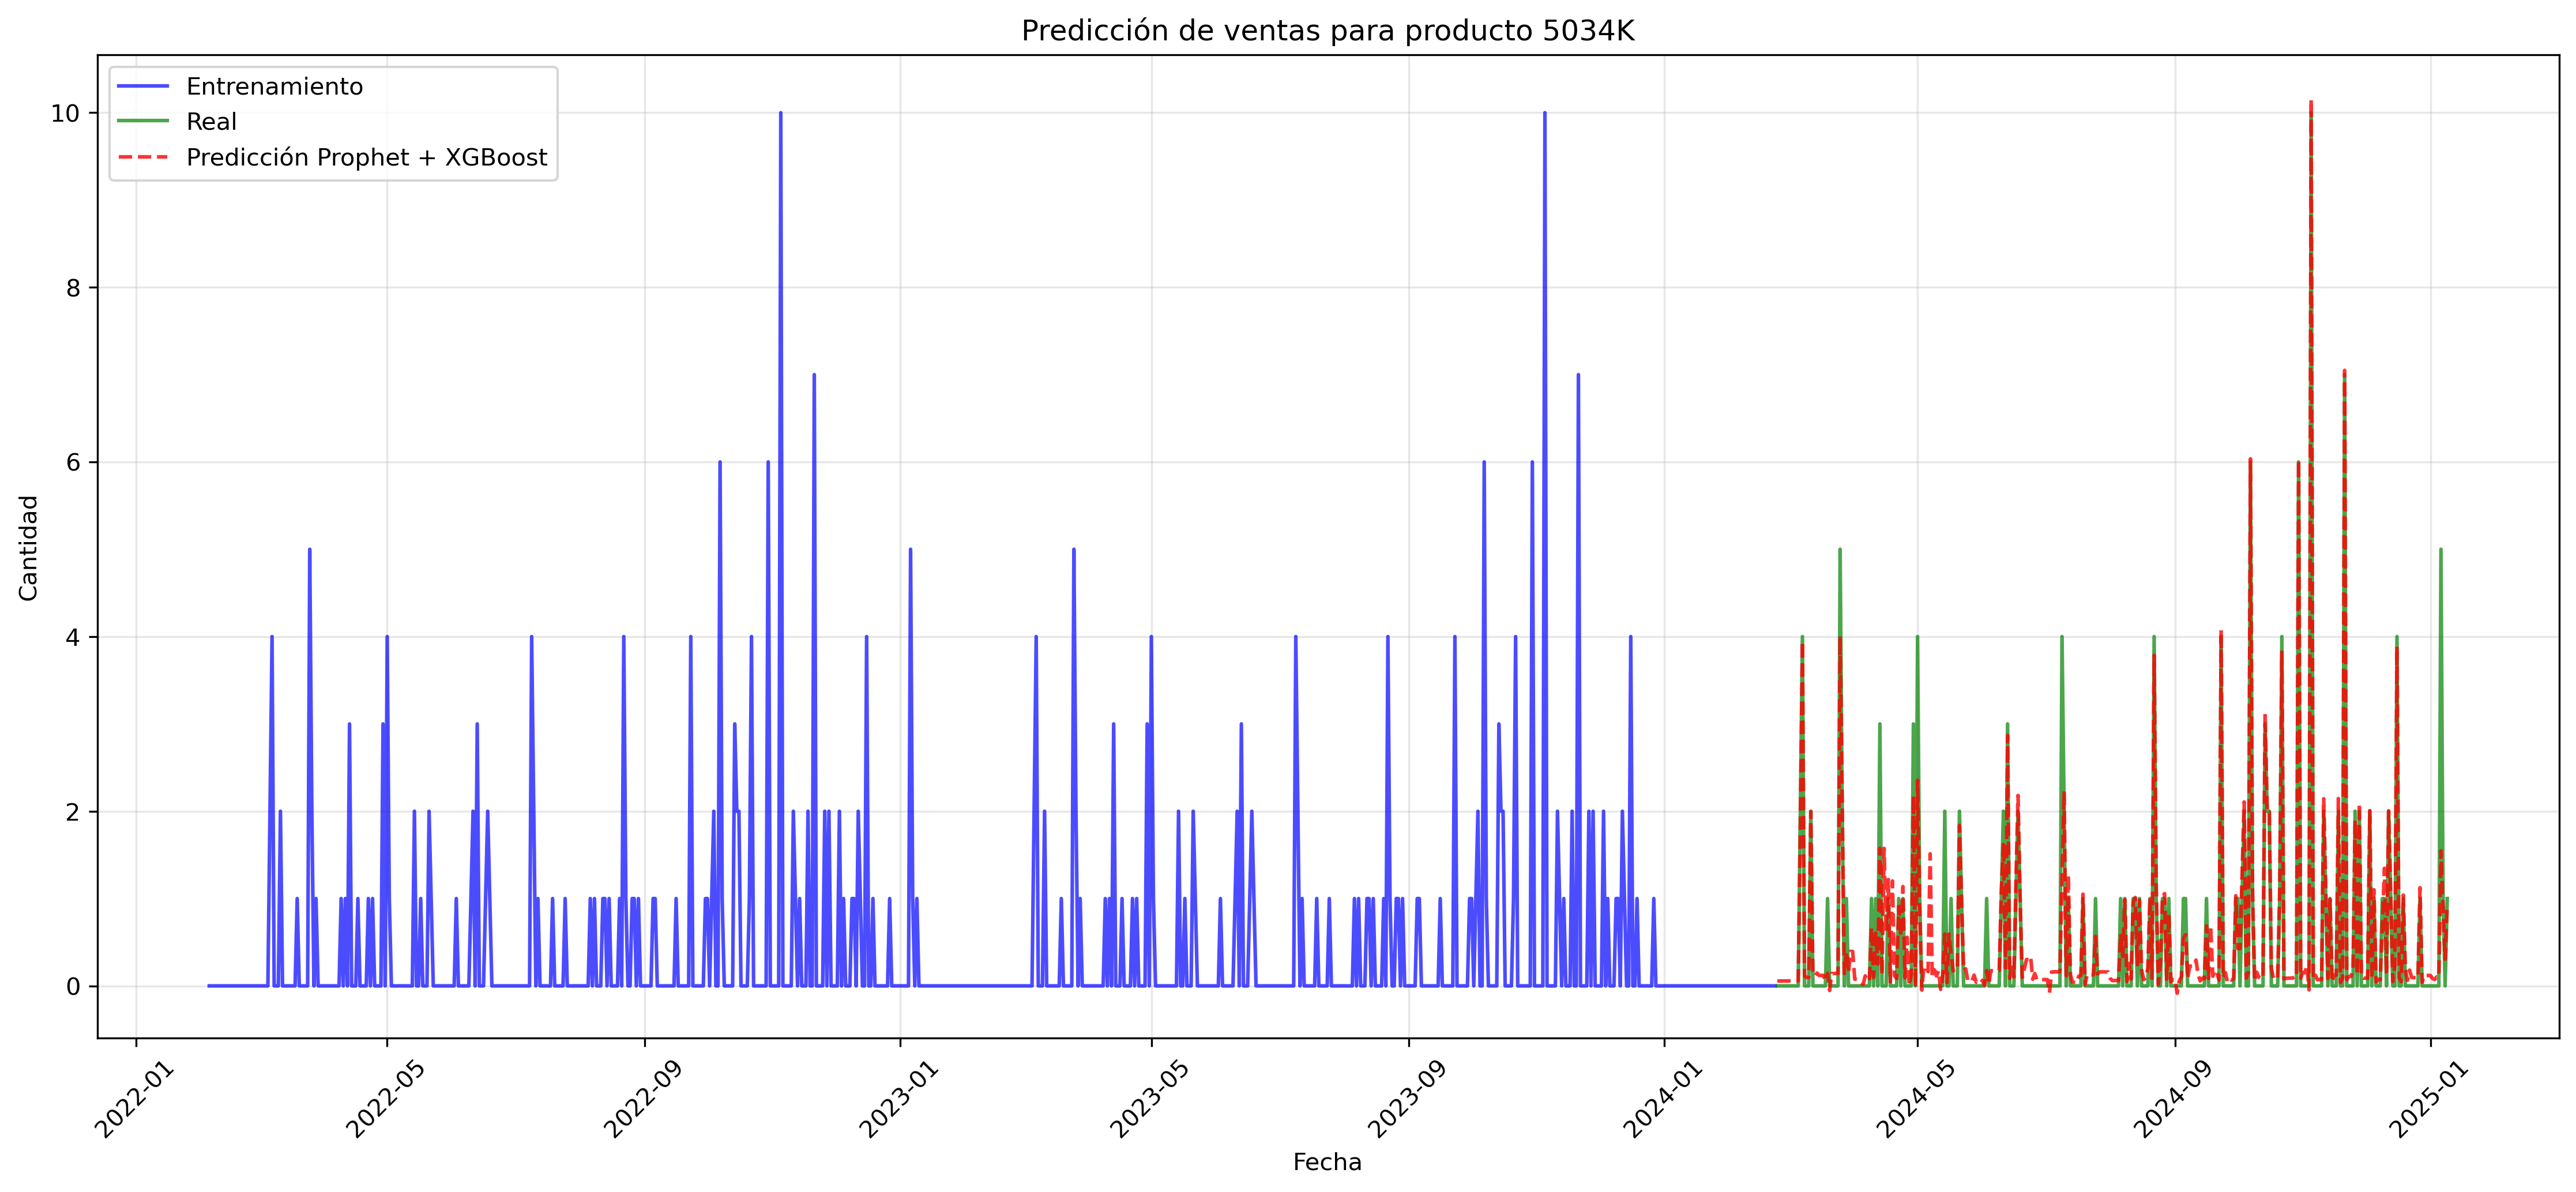 Predicción de ventas para producto 5034K
Entrenamiento
Real
Predicción Prophet + XGBoost
Cantidad
10
8
6
4
2
0
2022-01
2022-05
2022-09
2023-01
2023-05
2023-09
2024-01
2024-05
2024-09
2025-01
Fecha